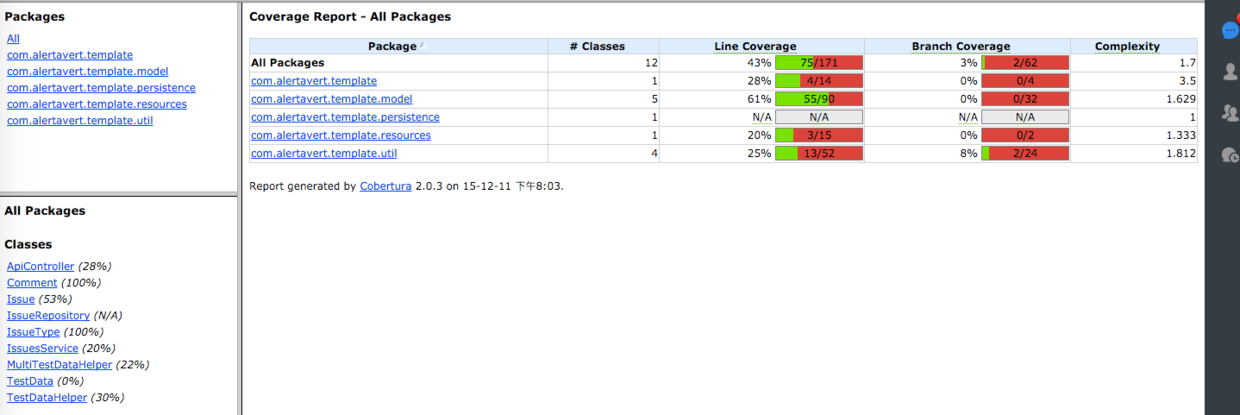 Packages
All
com.alertavert.template
com.alertavert.template.model
com.alertavert.template.persistence
com.alertavert.template.resources
com.alertavert.template.util
All Packages
Classes
ApiController (28%)
Comment (100%)
Issue (53%)
IssueRepository (N/A)
IssueType (100%)
IssuesService (20%)
MultiTestDataHelper (22%)
TestData (0%)
TestDataHelper (30%)
Coverage Report - All Packages
Package # Classes Line Coverage Branch Coverage Complexity
All Packages 12 43% 75/171 3% 2/62 1.7
com.alertavert.template 1 28% 4/14 0% 0/4 3.5
com.alertavert.template.model 5 61% 55/90 0% 0/32 1.629
com.alertavert.template.persistence 1 N/A N/A N/A N/A 1
com.alertavert.template.resources 1 20% 3/15 0% 0/2 1.333
com.alertavert.template.util 4 25% 13/52 8% 2/24 1.812
Report generated by Cobertura 2.0.3 on 15-12-11 下午8:03.